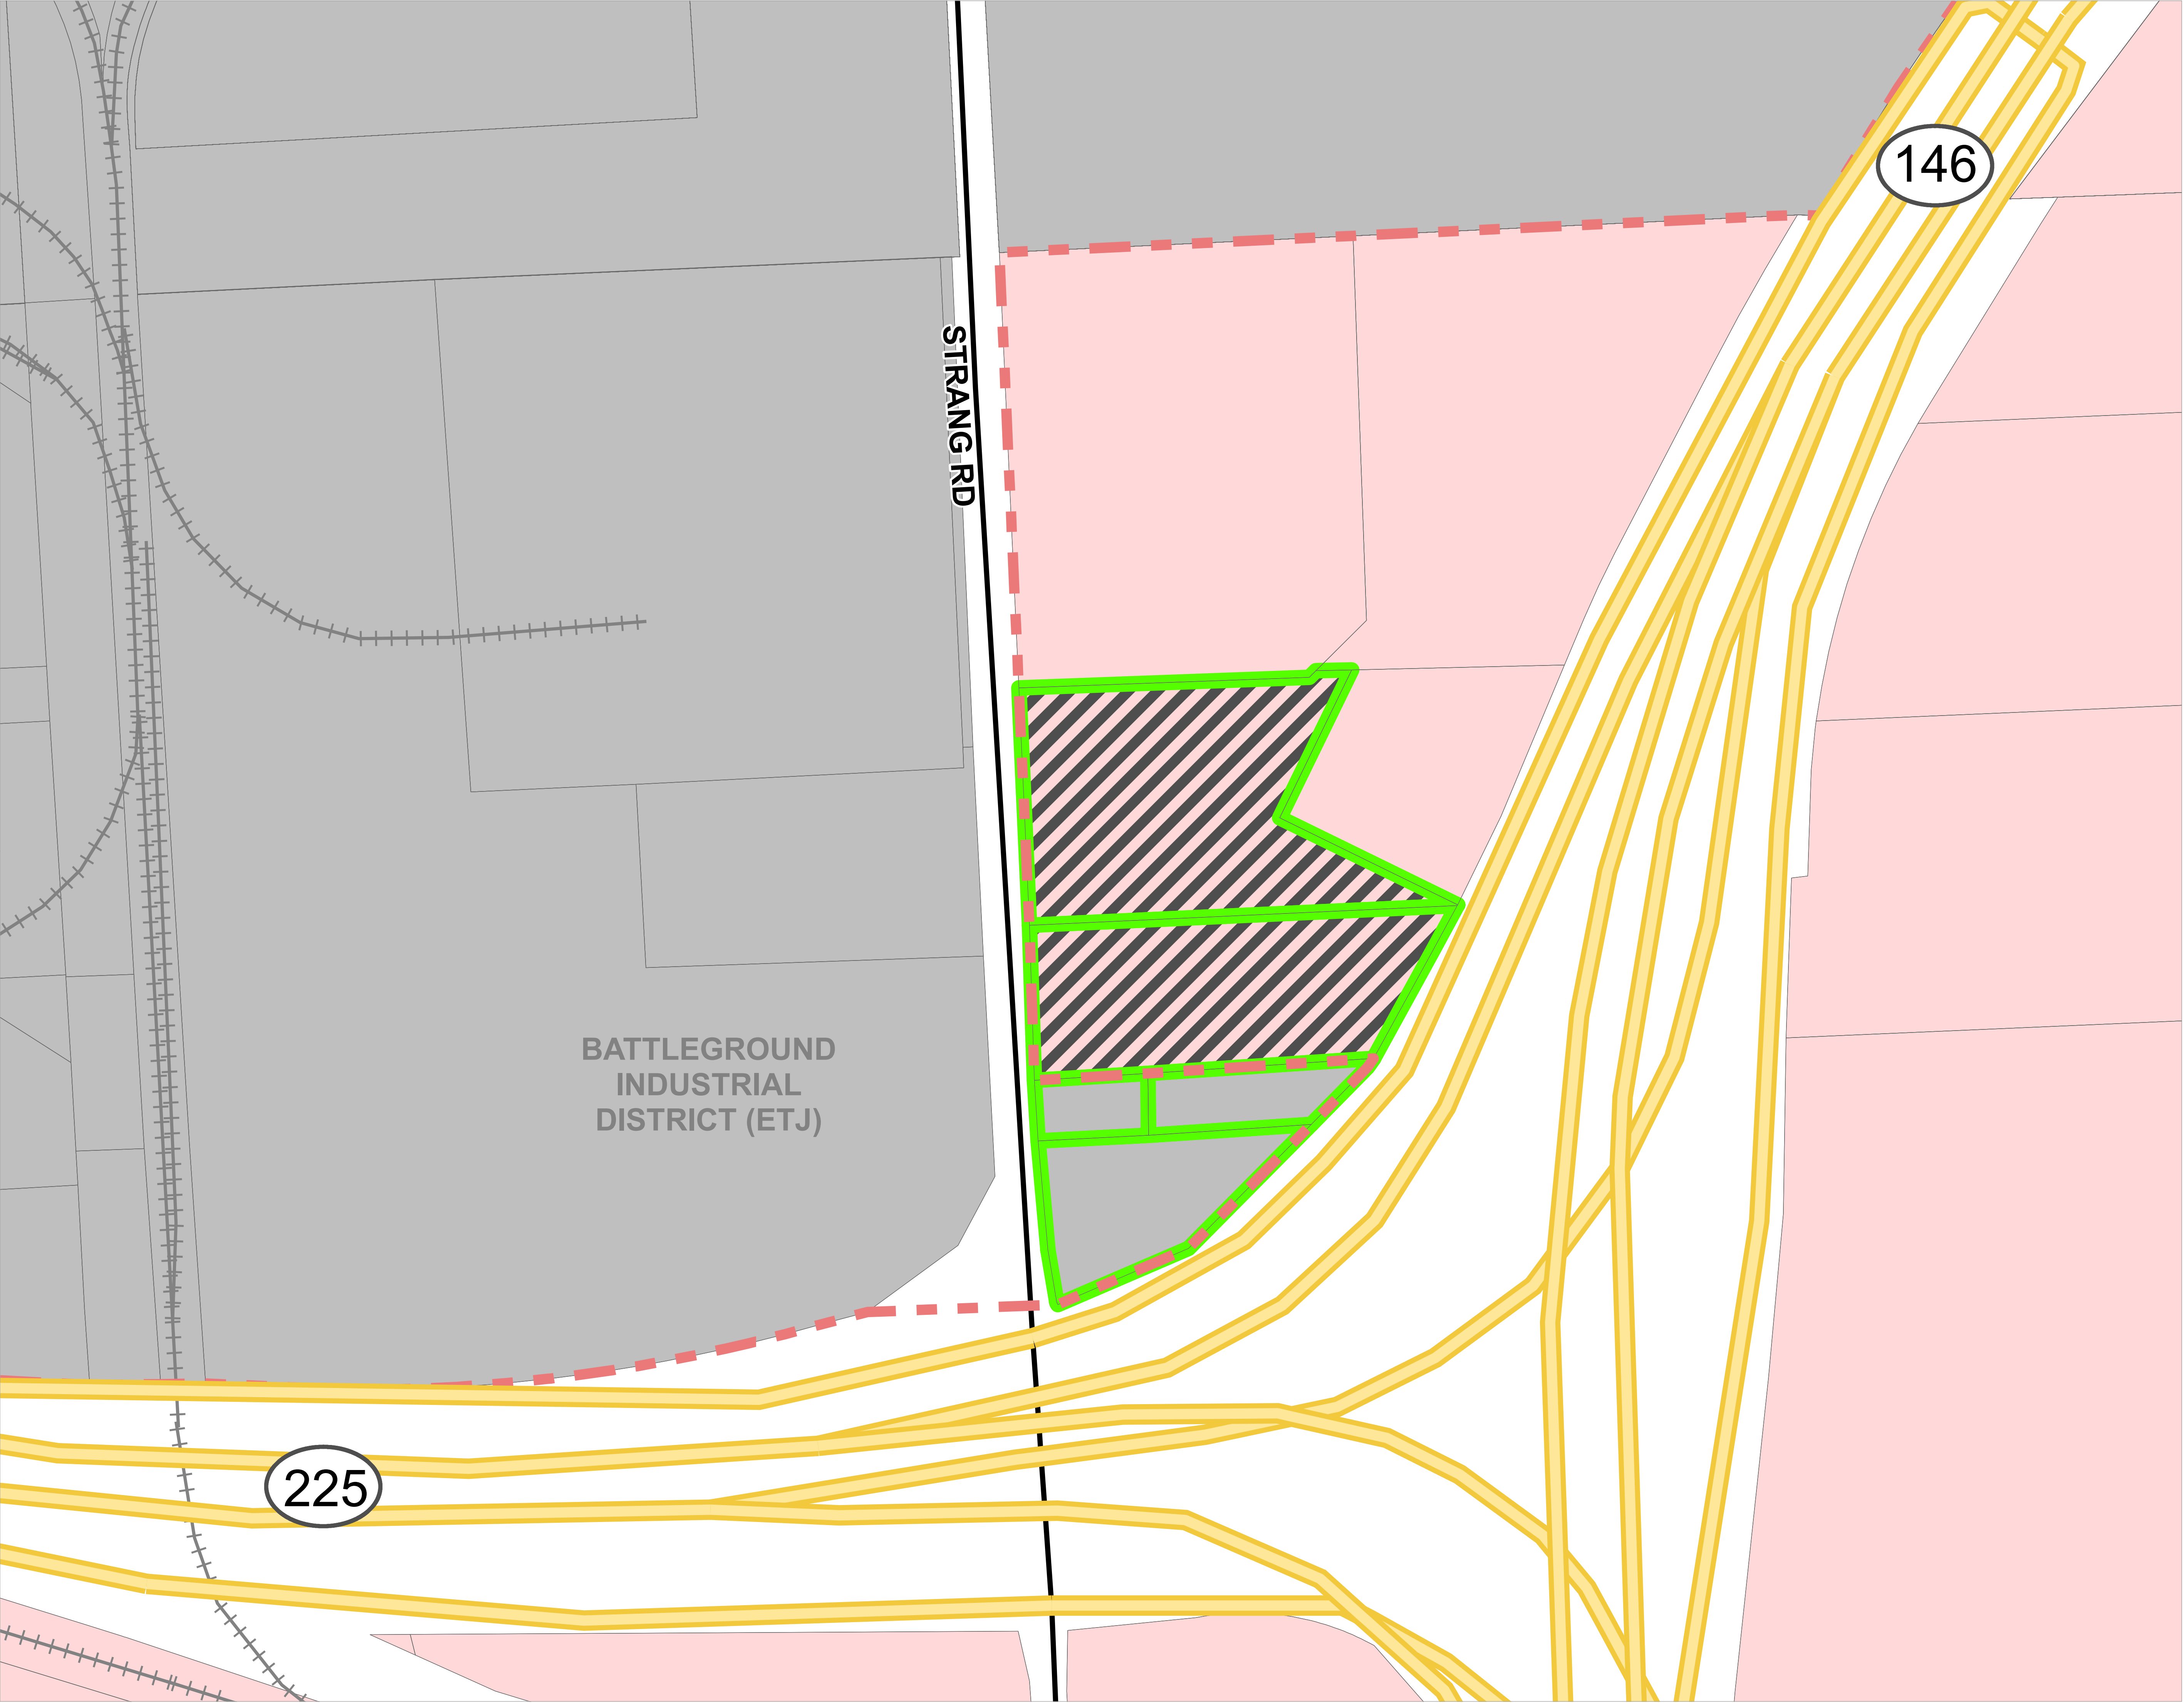 146
STRANG RD
BATTLEGROUND
INDUSTRIAL
DISTRICT (ETJ)
225